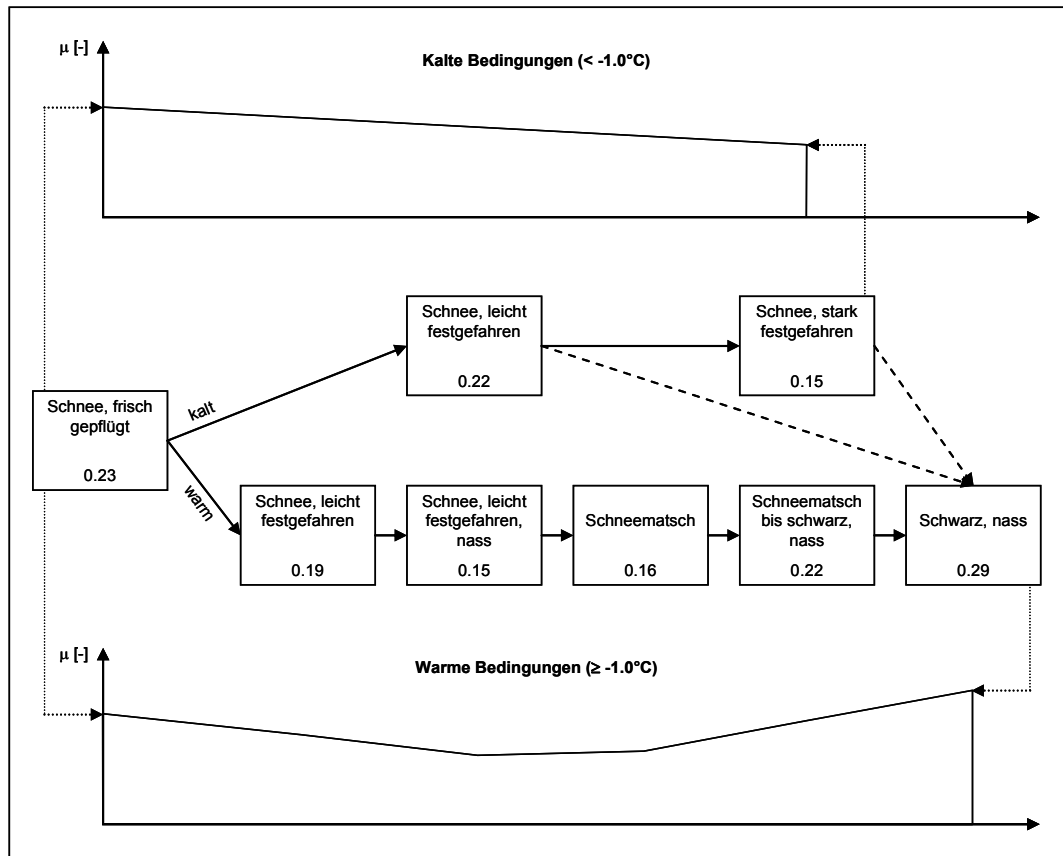 μ [-]
Kalte Bedingungen (< -1.0°C)
Schnee, leicht
festgefahren
0.22
Schnee, stark
festgefahren
0.15
Schnee, frisch
gepflügt
0.23
kalt
warm
Schnee, leicht
festgefahren
0.19
Schnee, leicht
festgefahren,
nass
0.15
Schneematsch
0.16
Schneematsch
bis schwarz,
nass
0.22
Schwarz, nass
0.29
μ [-]
Warme Bedingungen (≥ -1.0°C)